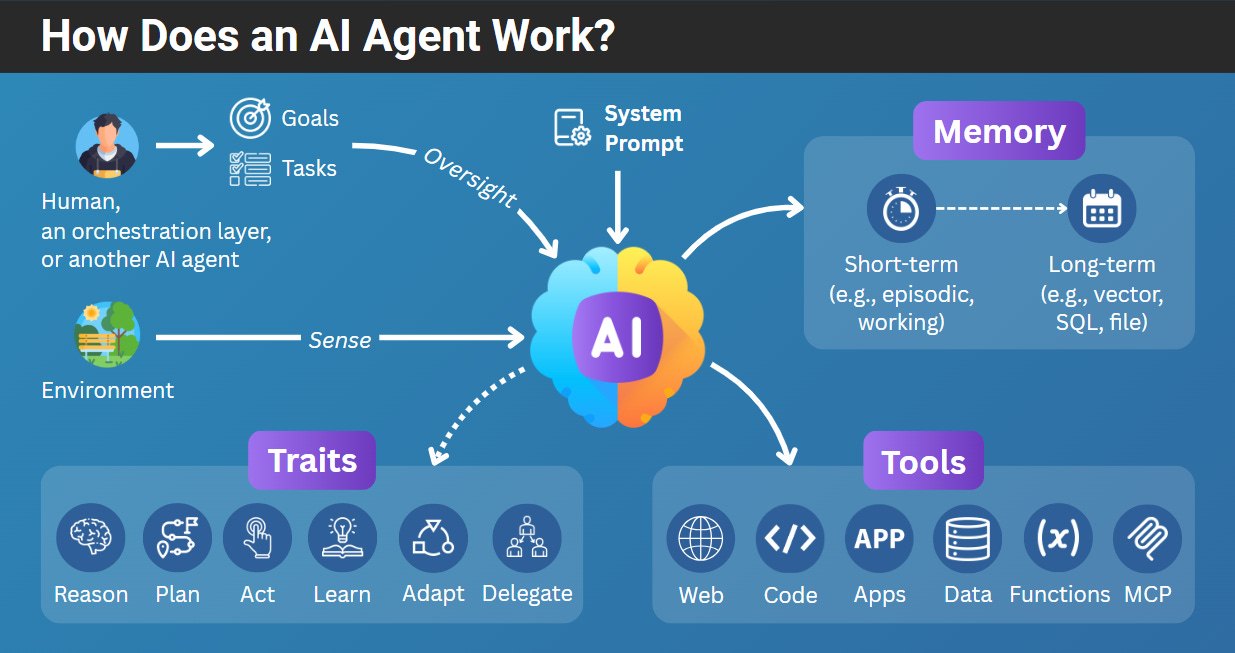 How Does an AI Agent Work?
Goals
Tasks
Human,
an orchestration layer,
or another AI agent
Oversight
System
Prompt
Memory
Short-term
(e.g., episodic,
working)
Long-term
(e.g., vector,
SQL, file)
Environment
Sense
AI
Traits
Reason
Plan
Act
Learn
Adapt
Delegate
Tools
APP
Web
Code
Apps
Data
(x)
Functions
MCP